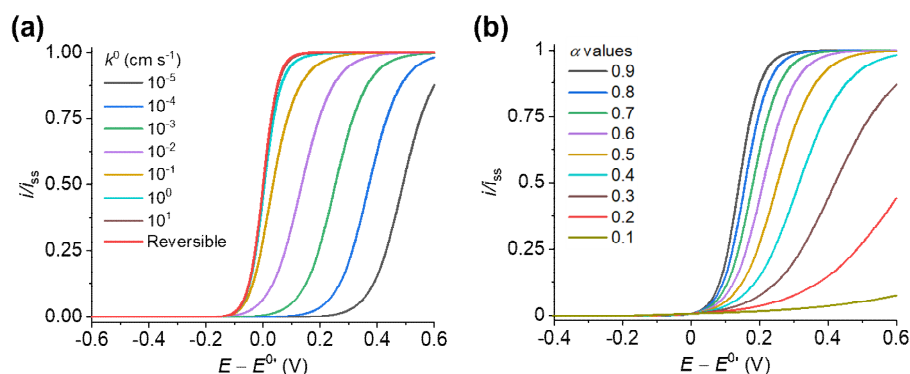 (a)
1.00
0.75
0.50
0.25
0.00
i/iss
k⁰ (cm s⁻¹)
10⁻⁵
10⁻⁴
10⁻³
10⁻²
10⁻¹
10⁰
10¹
Reversible
-0.6 -0.4 -0.2 0.0 0.2 0.4 0.6
E – E⁰' (V)
(b)
1
0.75
0.5
0.25
0
i/iss
α values
0.9
0.8
0.7
0.6
0.5
0.4
0.3
0.2
0.1
-0.4 -0.2 0 0.2 0.4 0.6
E – E⁰' (V)